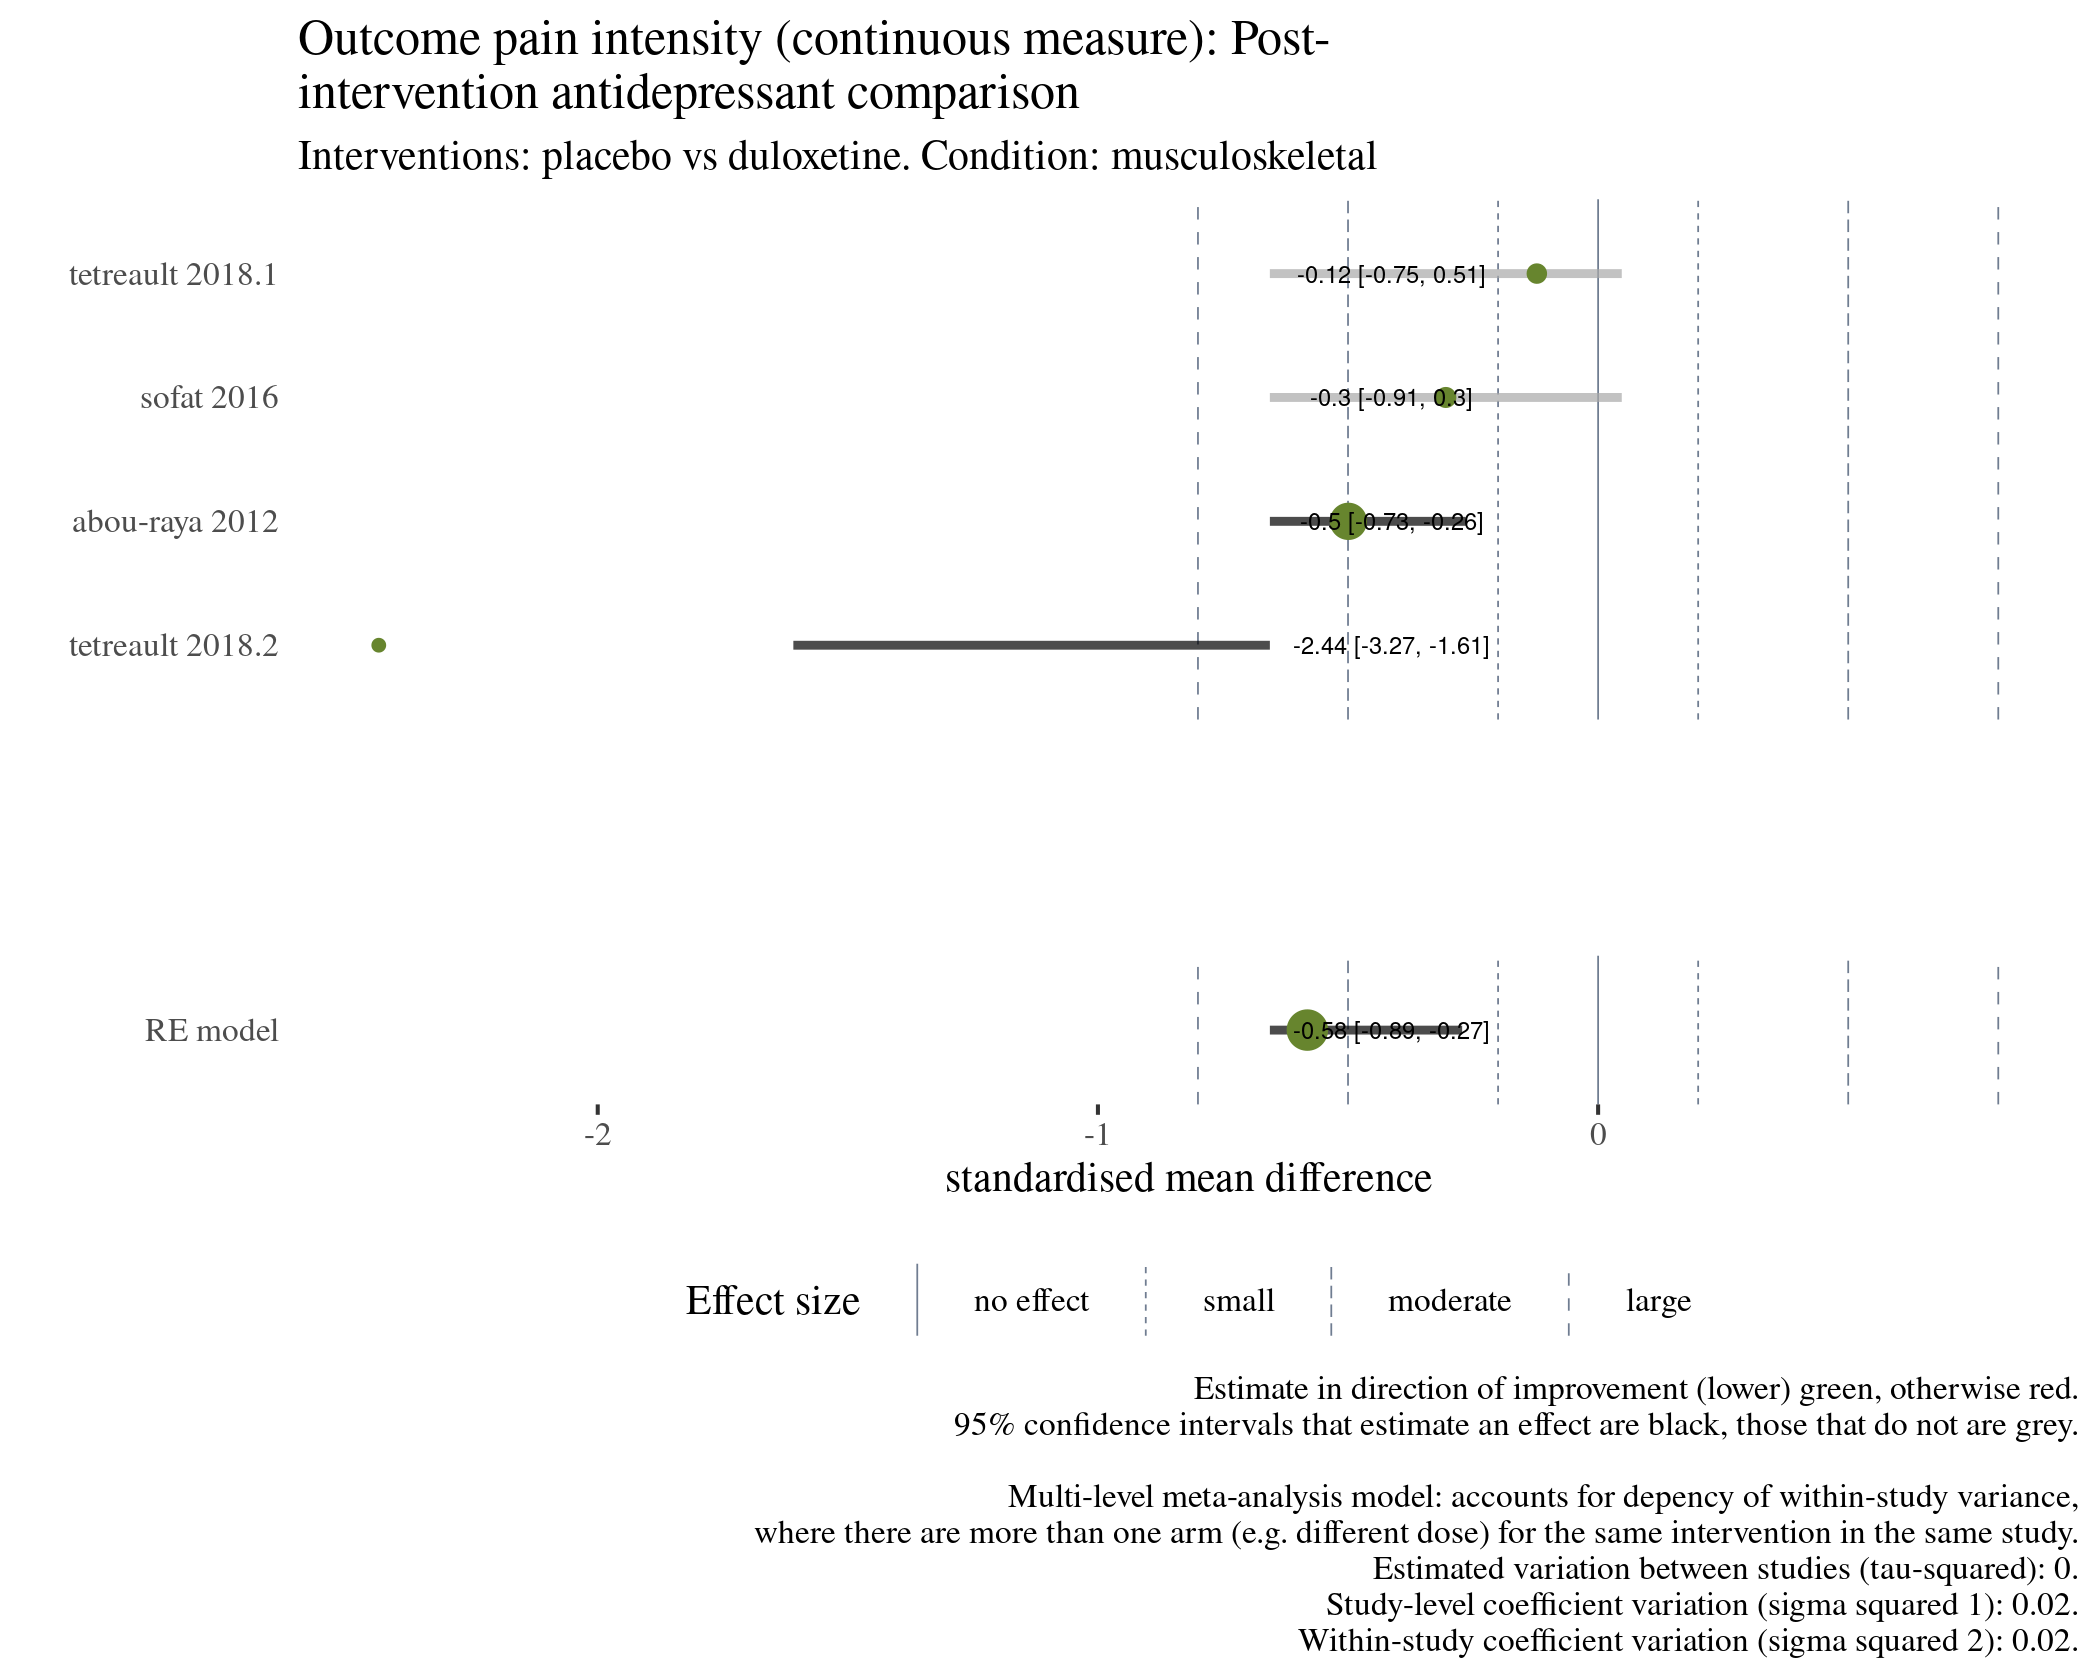 Outcome pain intensity (continuous measure): Post-
intervention antidepressant comparison
Interventions: placebo vs duloxetine. Condition: musculoskeletal
tetreault 2018.1
-0.12 [-0.75, 0.51]
sofat 2016
-0.3 [-0.91, 0.3]
abou-raya 2012
-0.5 [-0.73, -0.26]
tetreault 2018.2
-2.44 [-3.27, -1.61]
RE model
-0.58 [-0.89, -0.27]
-2 -1 0
standardised mean difference
Effect size no effect small moderate large
Estimate in direction of improvement (lower) green, otherwise red.
95% confidence intervals that estimate an effect are black, those that do not are grey.
Multi-level meta-analysis model: accounts for depency of within-study variance,
where there are more than one arm (e.g. different dose) for the same intervention in the same study.
Estimated variation between studies (tau-squared): 0.
Study-level coefficient variation (sigma squared 1): 0.02.
Within-study coefficient variation (sigma squared 2): 0.02.